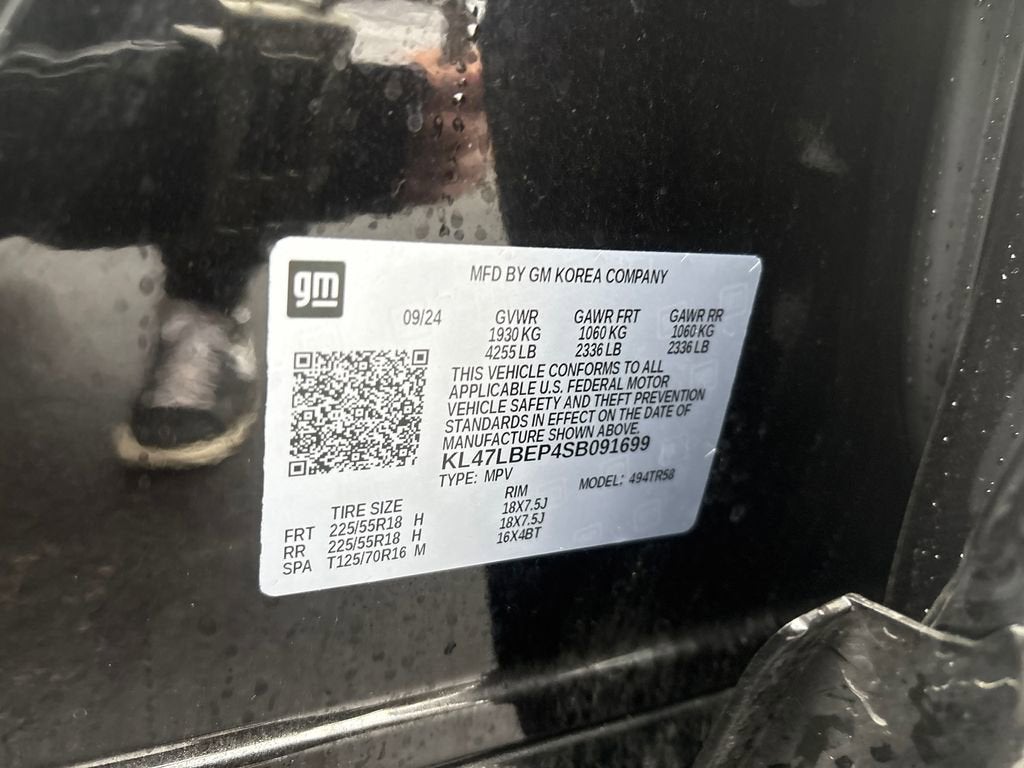 gm
MFD BY GM KOREA COMPANY
09/24 GVWR GAWR FRT GAWR RR
1930 KG 1060 KG 1060 KG
4255 LB 2336 LB 2336 LB
THIS VEHICLE CONFORMS TO ALL
APPLICABLE U.S. FEDERAL MOTOR
VEHICLE SAFETY AND THEFT PREVENTION
STANDARDS IN EFFECT ON THE DATE OF
MANUFACTURE SHOWN ABOVE.
KL47LBEP4SB091699
TYPE: MPV MODEL: 494TR58
TIRE SIZE RIM
FRT 225/55R18 H 18X7.5J
RR 225/55R18 H 18X7.5J
SPA T125/70R16 M 16X4BT